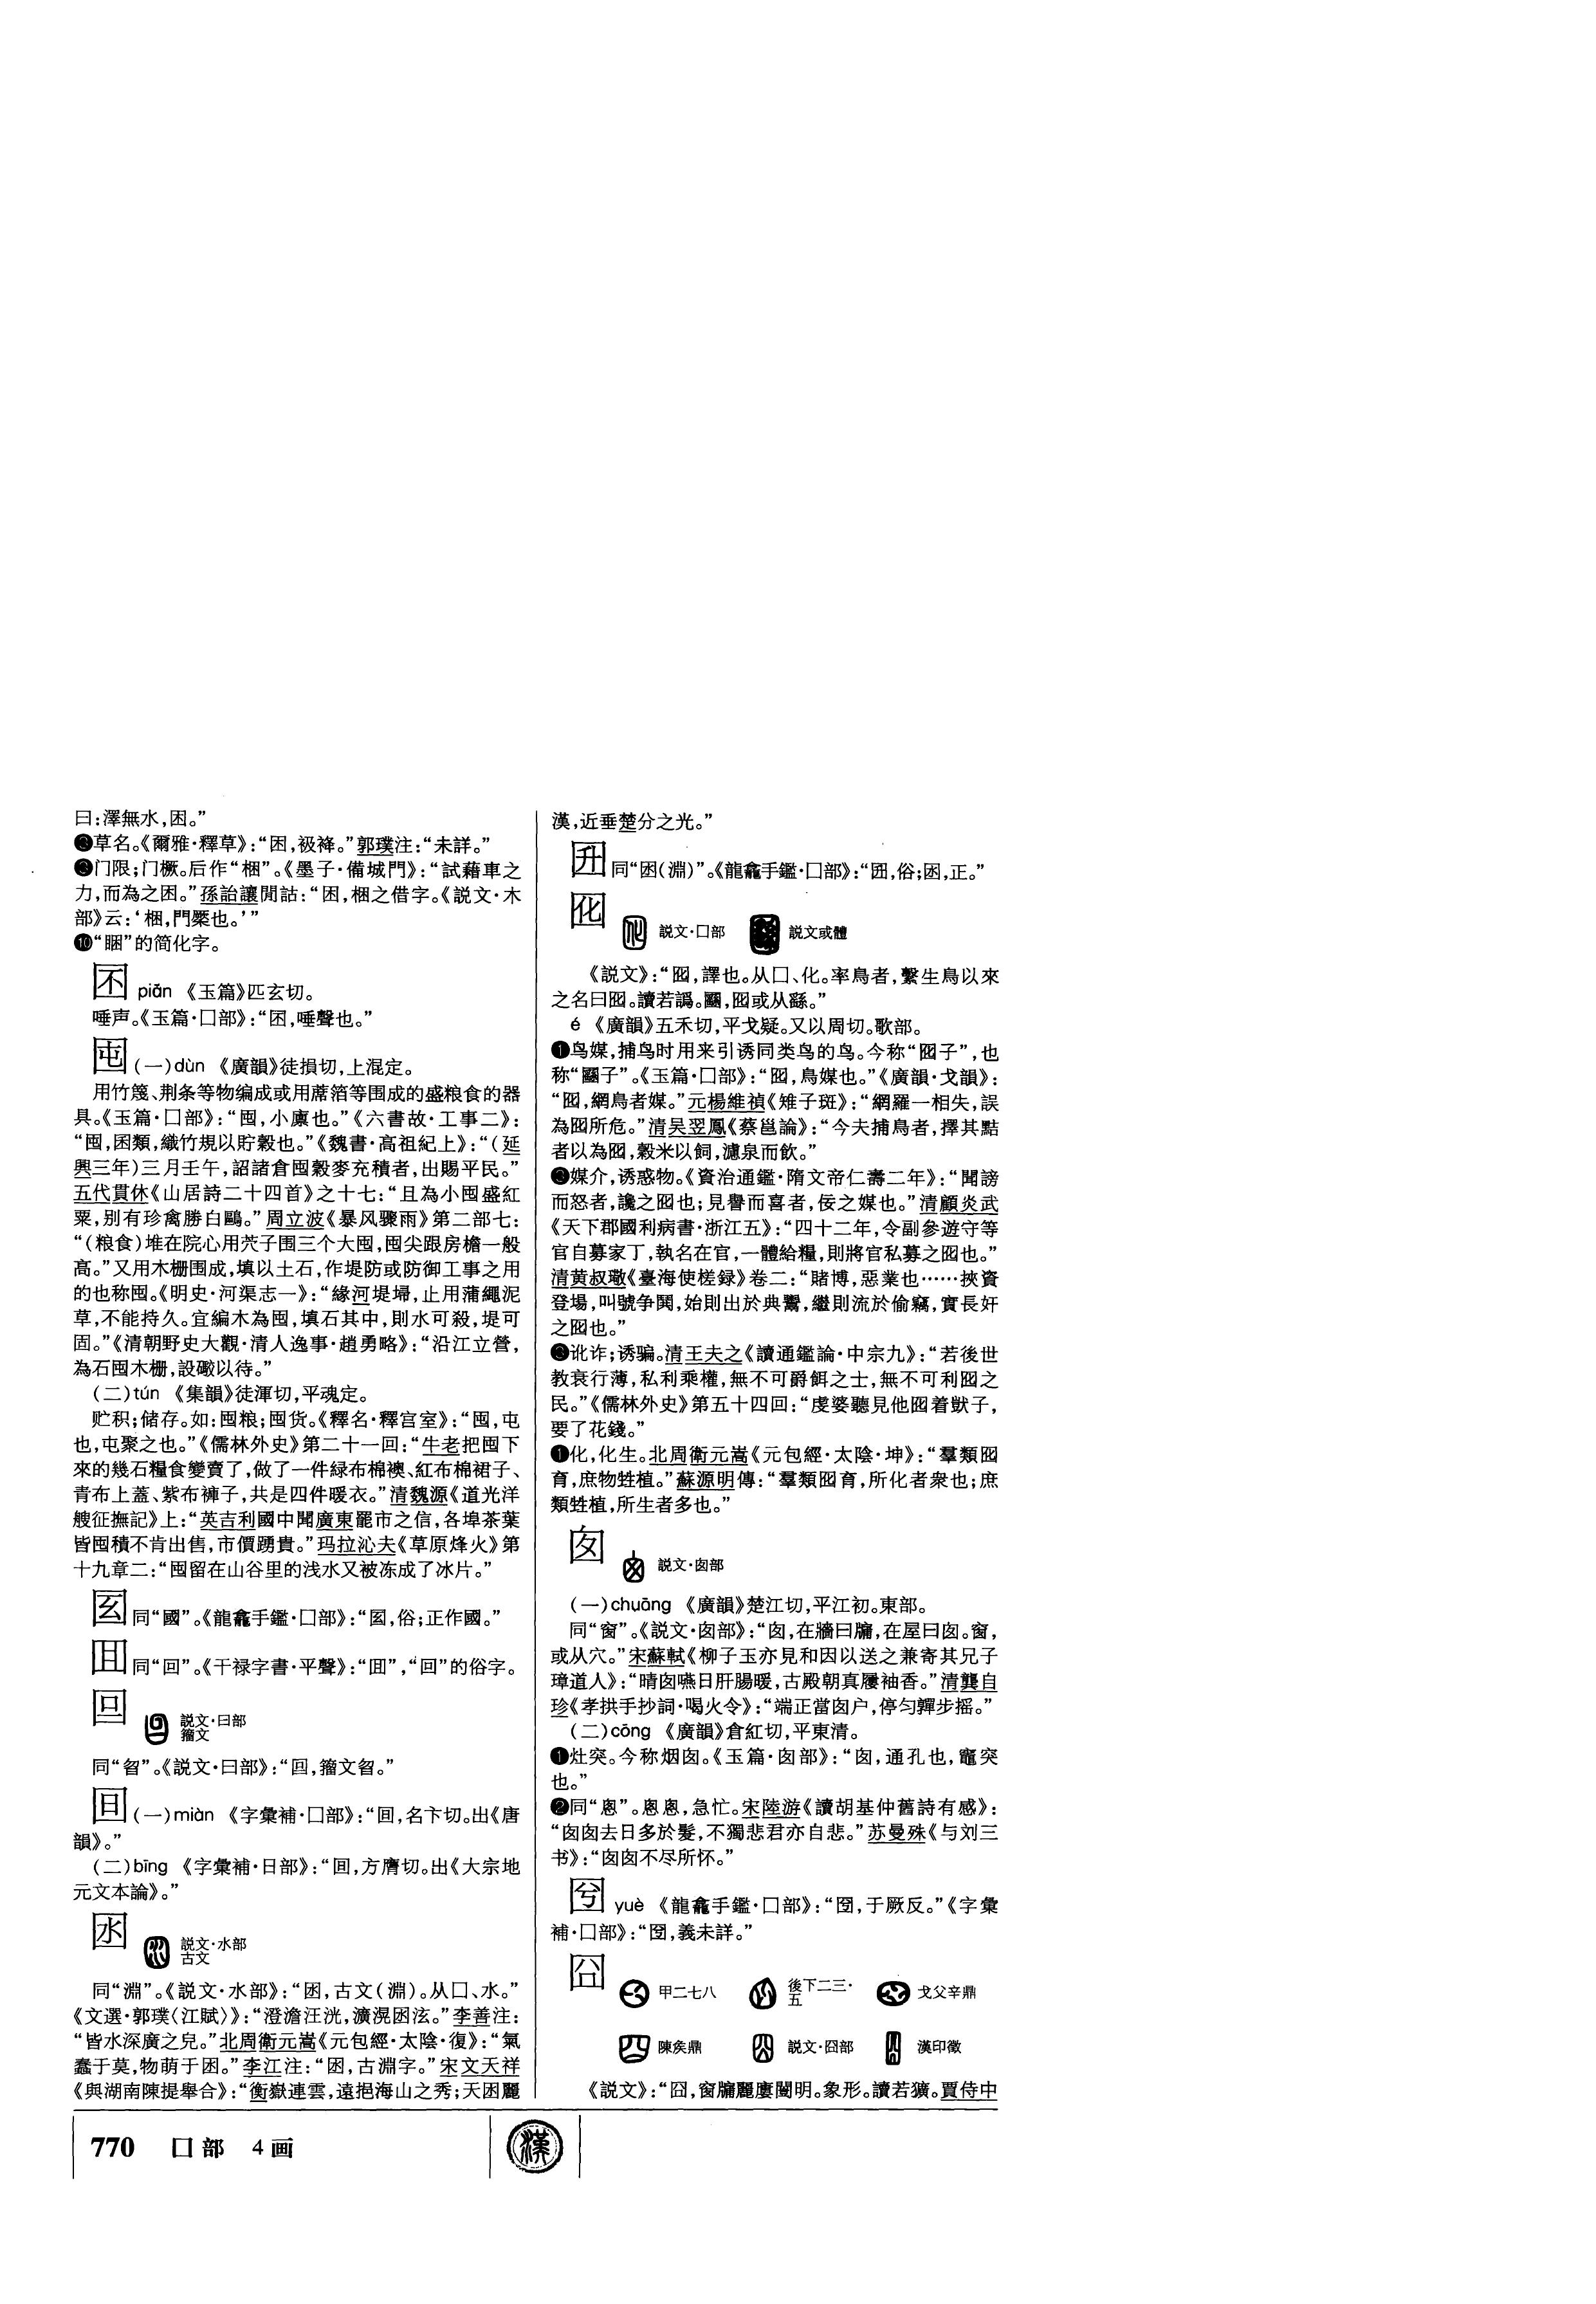 曰：澤無水，困。”
❽草名。《爾雅·釋草》：“困，衱袶。”郭璞注：“未詳。”
❾门限；门橛。后作“梱”。《墨子·備城門》：“試藉車之
力，而為之困。”孫詒讓閒詁：“困，梱之借字。《説文·木
部》云：‘梱，門橜也。’”
❿“睏”的简化字。
𡆸 piǎn 《玉篇》匹玄切。
唾声。《玉篇·囗部》：“𡆸，唾聲也。”
囤 （一）dùn 《廣韻》徒損切，上混定。
用竹篾、荆条等物编成或用蓆箔等围成的盛粮食的器
具。《玉篇·囗部》：“囤，小廩也。”《六書故·工事二》：
“囤，囷類，織竹規以貯穀也。”《魏書·高祖紀上》：“（延
興三年）三月壬午，詔諸倉囤穀麥充積者，出賜平民。”
五代貫休《山居詩二十四首》之十七：“且為小囤盛紅
粟，别有珍禽勝白鷗。”周立波《暴风骤雨》第二部七：
“（粮食）堆在院心用茓子围三个大囤，囤尖跟房檐一般
高。”又用木栅围成，填以土石，作堤防或防御工事之用
的也称囤。《明史·河渠志一》：“緣河堤埽，止用蒲繩泥
草，不能持久。宜編木為囤，填石其中，則水可殺，堤可
固。”《清朝野史大觀·清人逸事·趙勇略》：“沿江立營，
為石囤木栅，設礮以待。”
（二）tún 《集韻》徒渾切，平魂定。
贮积；储存。如：囤粮；囤货。《釋名·釋宫室》：“囤，屯
也，屯聚之也。”《儒林外史》第二十一回：“牛老把囤下
來的幾石糧食變賣了，做了一件緑布棉襖、紅布棉裙子、
青布上蓋、紫布褲子，共是四件暖衣。”清魏源《道光洋
艘征撫記》上：“英吉利國中聞廣東罷市之信，各埠茶葉
皆囤積不肯出售，市價踴貴。”玛拉沁夫《草原烽火》第
十九章二：“囤留在山谷里的浅水又被冻成了冰片。”
𡇄 同“國”。《龍龕手鑑·囗部》：“𡇄，俗；正作國。”
囬 同“回”。《干禄字書·平聲》：“囬”，“回”的俗字。
説文·曰部
籀文
同“曶”。《説文·曰部》：“，籀文曶。”
（一）miàn 《字彙補·囗部》：“，名卞切。出《唐
韻》。”
（二）bīng 《字彙補·日部》：“，方膺切。出《大宗地
元文本論》。”
囦 説文·水部
古文
同“淵”。《説文·水部》：“囦，古文（淵）。从囗、水。”
《文選·郭璞〈江賦〉》：“澄澹汪洸，瀇滉囦泫。”李善注：
“皆水深廣之皃。”北周衛元嵩《元包經·太陰·復》：“氣
蠢于莫，物萌于囦。”李江注：“囦，古淵字。”宋文天祥
《與湖南陳提舉合》：“衡嶽連雲，遠挹海山之秀；天囦麗
漢，近垂楚分之光。”
同“囦（淵）”。《龍龕手鑑·囗部》：“，俗；囦，正。”
囮 説文·囗部 説文或體
《説文》：“囮，譯也。从囗、化。率鳥者，繫生鳥以來
之名曰囮。讀若譌。圝，囮或从繇。”
é 《廣韻》五禾切，平戈疑。又以周切。歌部。
❶鸟媒，捕鸟时用来引诱同类鸟的鸟。今称“囮子”，也
称“𡈙子”。《玉篇·囗部》：“囮，鳥媒也。”《廣韻·戈韻》：
“囮，網鳥者媒。”元楊維禎《雉子斑》：“網羅一相失，誤
為囮所危。”清吴翌鳳《蔡邕論》：“今夫捕鳥者，擇其黠
者以為囮，穀米以飼，濾泉而飲。”
❷媒介，诱惑物。《資治通鑑·隋文帝仁壽二年》：“聞謗
而怒者，讒之囮也；見譽而喜者，佞之媒也。”清顧炎武
《天下郡國利病書·浙江五》：“四十二年，令副參遊守等
官自募家丁，執名在官，一體給糧，則將官私募之囮也。”
清黄叔璥《臺海使槎録》卷二：“賭博，惡業也……挾資
登場，叫號争鬨，始則出於典鬻，繼則流於偷竊，實長奸
之囮也。”
❸讹诈；诱骗。清王夫之《讀通鑑論·中宗九》：“若後世
教衰行薄，私利乘權，無不可爵餌之士，無不可利囮之
民。”《儒林外史》第五十四回：“虔婆聽見他囮着獃子，
要了花錢。”
❹化，化生。北周衛元嵩《元包經·太陰·坤》：“羣類囮
育，庶物甡植。”蘇源明傳：“羣類囮育，所化者衆也；庶
類甡植，所生者多也。”
囱 説文·囱部
（一）chuāng 《廣韻》楚江切，平江初。東部。
同“窗”。《説文·囱部》：“囱，在牆曰牖，在屋曰囱。窗，
或从穴。”宋蘇軾《柳子玉亦見和因以送之兼寄其兄子
璋道人》：“晴囱嚥日肝腸暖，古殿朝真屨袖香。”清龔自
珍《孝拱手抄詞·喝火令》：“端正當囱户，停匀嚲步摇。”
（二）cōng 《廣韻》倉紅切，平東清。
❶灶突。今称烟囱。《玉篇·囱部》：“囱，通孔也，竈突
也。”
❷同“悤”。悤悤，急忙。宋陸游《讀胡基仲舊詩有感》：
“囱囱去日多於髮，不獨悲君亦自悲。”苏曼殊《与刘三
书》：“囱囱不尽所怀。”
yuè 《龍龕手鑑·囗部》：“，于厥反。”《字彙
補·囗部》：“，義未詳。”
囧 甲二七八 後下二三·五 戈父辛鼎
陳矦鼎 説文·囧部 漢印徵
《説文》：“囧，窗牖麗廔闓明。象形。讀若獷。賈侍中
770 囗部 4画
漢